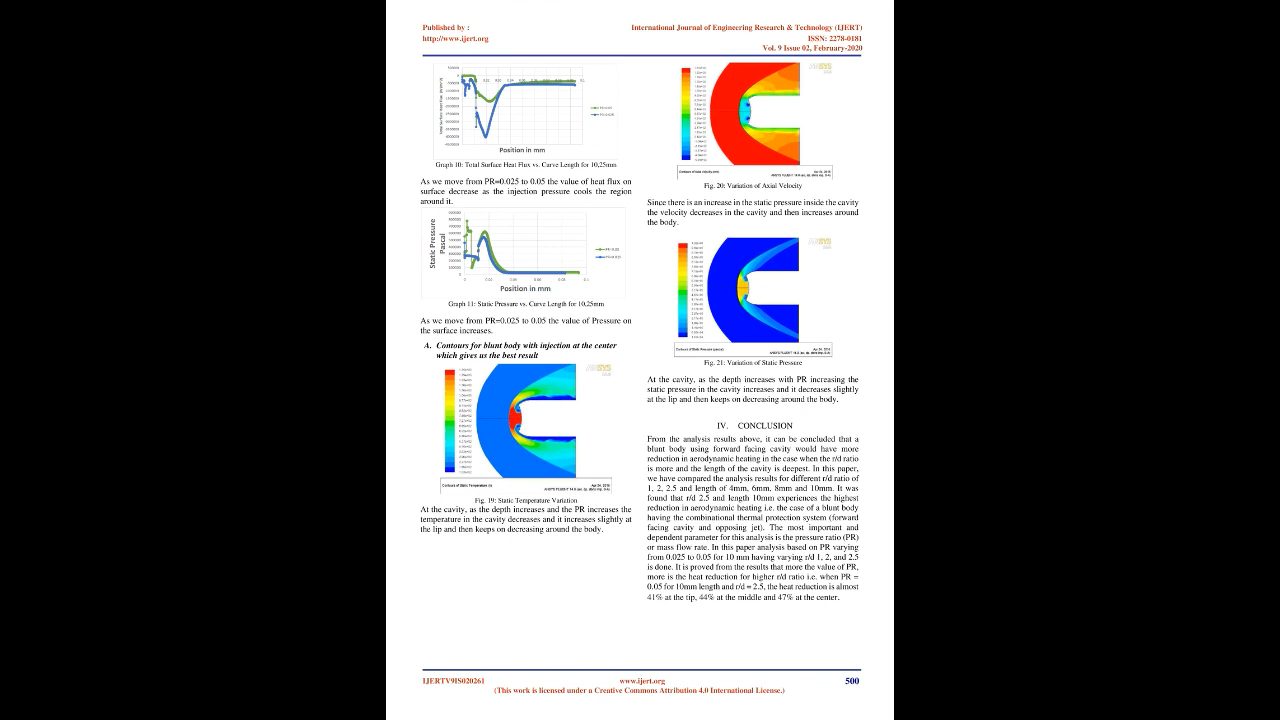 Published by :
http://www.ijert.org
International Journal of Engineering Research & Technology (IJERT)
ISSN: 2278-0181
Vol. 9 Issue 02, February-2020
Position in mm
Graph 10: Total Surface Heat Flux vs. Curve Length for 10,25mm
As we move from PR=0.025 to 0.05 the value of heat flux on
surface decrease as the injection pressure cools the region
around it.
Static Pressure
Pascal
Position in mm
Graph 11: Static Pressure vs. Curve Length for 10,25mm
As we move from PR=0.025 to 0.05 the value of Pressure on
the surface increases.
A. Contours for blunt body with injection at the center
which gives us the best result
Fig. 19: Static Temperature Variation
At the cavity, as the depth increases and the PR increases the
temperature in the cavity decreases and it increases slightly at
the lip and then keeps on decreasing around the body.
Fig. 20: Variation of Axial Velocity
Since there is an increase in the static pressure inside the cavity
the velocity decreases in the cavity and then increases around
the body.
Fig. 21: Variation of Static Pressure
At the cavity, as the depth increases with PR increasing the
static pressure in the cavity increases and it decreases slightly
at the lip and then keeps on decreasing around the body.
IV. CONCLUSION
From the analysis results above, it can be concluded that a
blunt body using forward facing cavity would have more
reduction in aerodynamic heating in the case when the r/d ratio
is more and the length of the cavity is deepest. In this paper,
we have compared the analysis results for different r/d ratio of
1, 2, 2.5 and length of 4mm, 6mm, 8mm and 10mm. It was
found that r/d 2.5 and length 10mm experiences the highest
reduction in aerodynamic heating i.e. the case of a blunt body
having the combinational thermal protection system (forward
facing cavity and opposing jet). The most important and
dependent parameter for this analysis is the pressure ratio (PR)
or mass flow rate. In this paper analysis based on PR varying
from 0.025 to 0.05 for 10 mm having varying r/d 1, 2, and 2.5
is done. It is proved from the results that more the value of PR,
more is the heat reduction for higher r/d ratio i.e. when PR =
0.05 for 10mm length and r/d = 2.5, the heat reduction is almost
41% at the tip, 44% at the middle and 47% at the center.
IJERTV9IS020261
www.ijert.org
500
(This work is licensed under a Creative Commons Attribution 4.0 International License.)